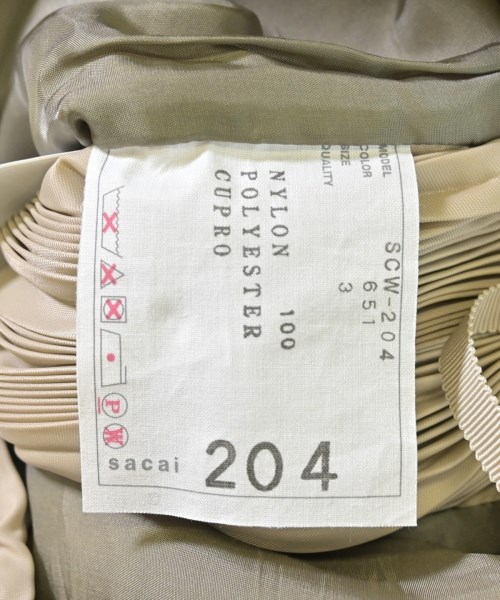 MODEL SCW-204
COLOR 651
SIZE 3
QUALITY
NYLON 100
POLYESTER
CUPRO
P
W
sacai 204